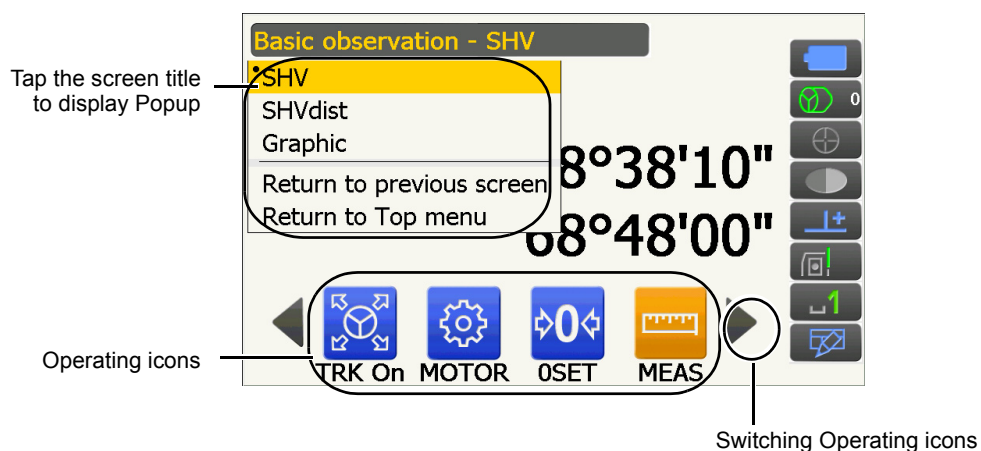 Basic observation - SHV
Tap the screen title
to display Popup
SHV
SHVdist
Graphic
Return to previous screen
Return to Top menu
8°38'10"
68°48'00"
0
1
0
TRK On MOTOR 0SET MEAS
Operating icons
Switching Operating icons